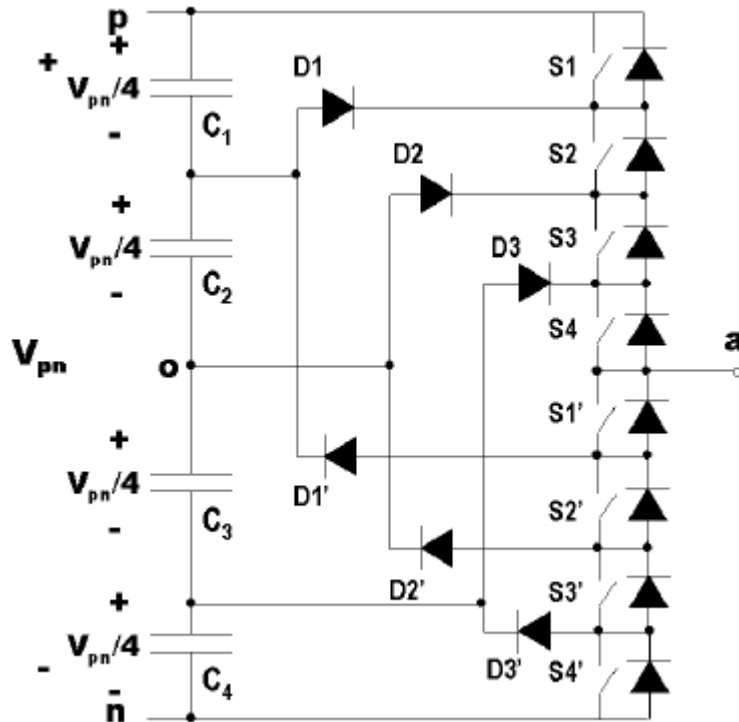 p
+
+
V_pn/4
-
C_1
D1
S1
D2
S2
+
V_pn/4
-
C_2
D3
S3
S4
V_pn
o
a
+
V_pn/4
-
C_3
D1'
S1'
D2'
S2'
+
V_pn/4
-
-
C_4
D3'
S3'
S4'
n
-